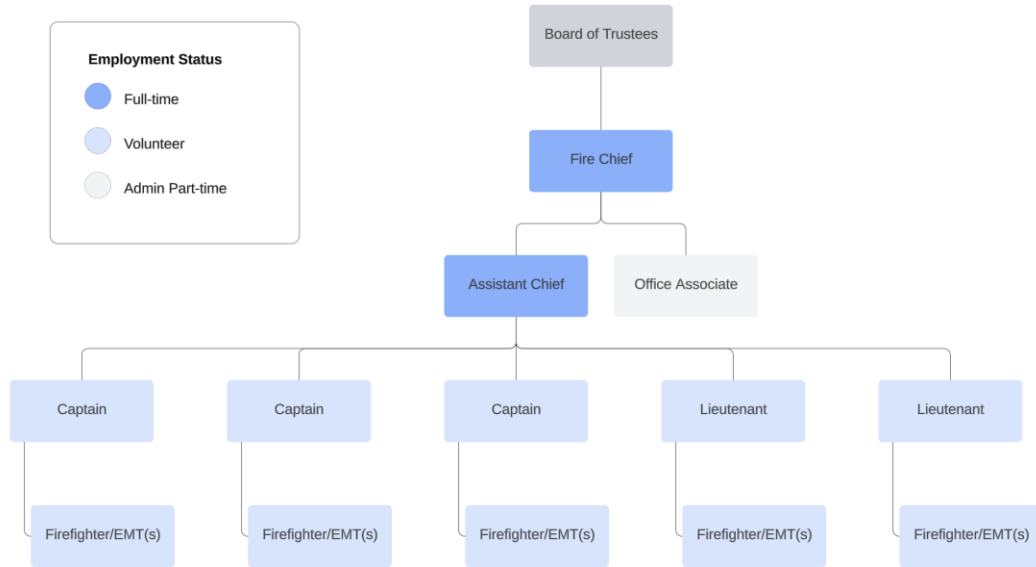 Employment Status
Full-time
Volunteer
Admin Part-time
Board of Trustees
Fire Chief
Assistant Chief
Office Associate
Captain
Captain
Captain
Lieutenant
Lieutenant
Firefighter/EMT(s)
Firefighter/EMT(s)
Firefighter/EMT(s)
Firefighter/EMT(s)
Firefighter/EMT(s)